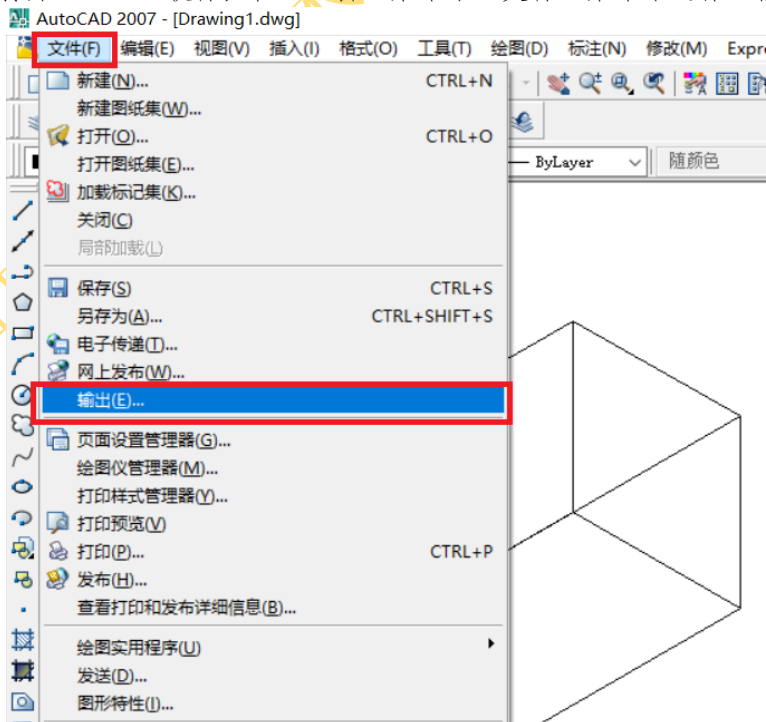 AutoCAD 2007 - [Drawing1.dwg]
文件(F) 编辑(E) 视图(V) 插入(I) 格式(O) 工具(T) 绘图(D) 标注(N) 修改(M) Expre
新建(N)... CTRL+N
新建图纸集(W)...
打开(O)... CTRL+O
打开图纸集(E)...
ByLayer 随颜色
加载标记集(K)...
关闭(C)
局部加载(L)
保存(S) CTRL+S
另存为(A)... CTRL+SHIFT+S
电子传递(T)...
网上发布(W)...
输出(E)...
页面设置管理器(G)...
绘图仪管理器(M)...
打印样式管理器(Y)...
打印预览(V)
打印(P)... CTRL+P
发布(H)...
查看打印和发布详细信息(B)...
绘图实用程序(U)
发送(D)...
图形特性(I)...